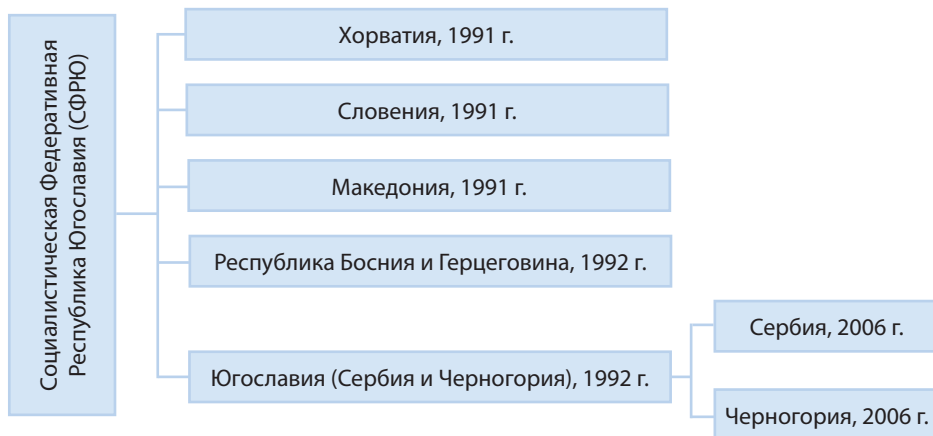 Социалистическая Федеративная
Республика Югославия (СФРЮ)
Хорватия, 1991 г.
Словения, 1991 г.
Македония, 1991 г.
Республика Босния и Герцеговина, 1992 г.
Югославия (Сербия и Черногория), 1992 г.
Сербия, 2006 г.
Черногория, 2006 г.